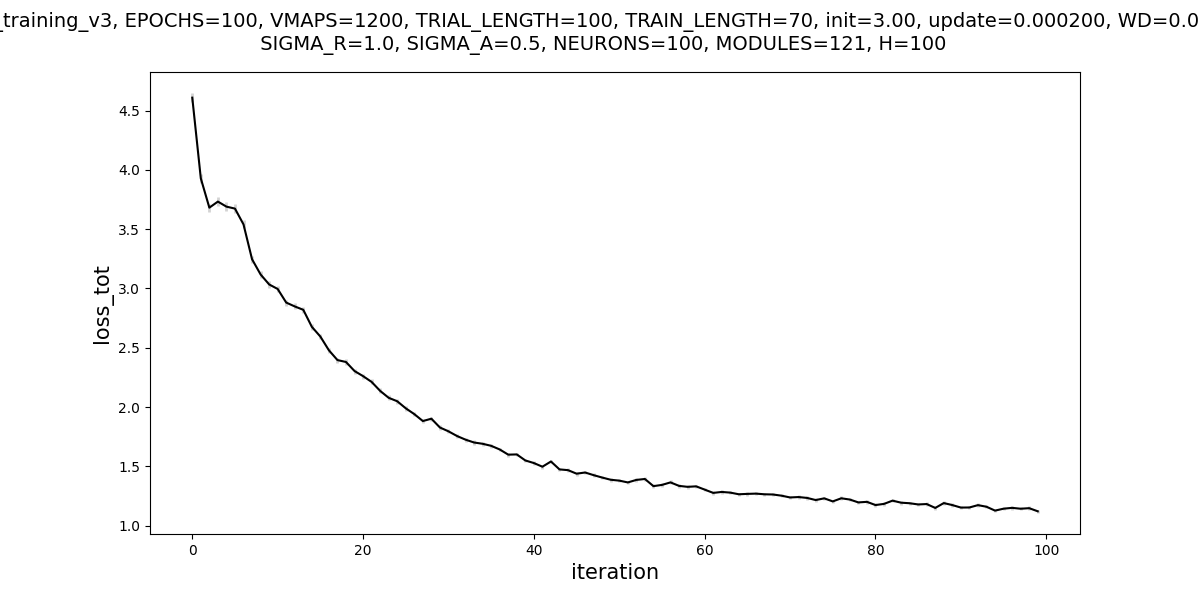 _training_v3, EPOCHS=100, VMAPS=1200, TRIAL_LENGTH=100, TRAIN_LENGTH=70, init=3.00, update=0.000200, WD=0.0
SIGMA_R=1.0, SIGMA_A=0.5, NEURONS=100, MODULES=121, H=100
4.5
4.0
3.5
3.0
2.5
2.0
1.5
1.0
loss_tot
0 20 40 60 80 100
iteration